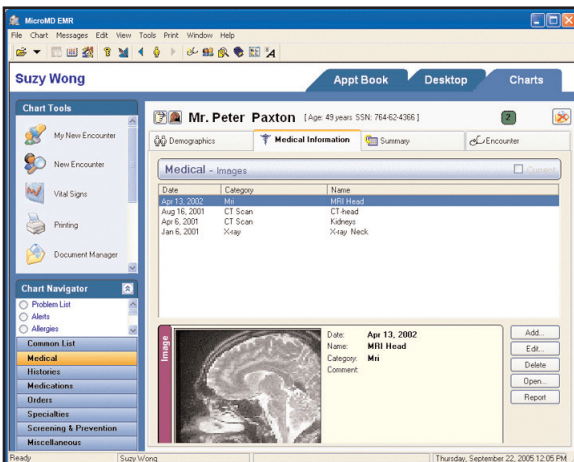 MicroMD EMR
File Chart Messages Edit View Tools Print Window Help
Suzy Wong
Appt Book Desktop Charts
Chart Tools
My New Encounter
New Encounter
Vital Signs
Printing
Document Manager
Chart Navigator
Problem List
Alerts
Allergies
Common List
Medical
Histories
Medications
Orders
Specialties
Screening & Prevention
Miscellaneous
Mr. Peter Paxton [Age: 49 years SSN: 764-62-4366 ]
2
Demographics Medical Information Summary Encounter
Medical - Images Current
Date Category Name
Apr 13, 2002 Mri MRI Head
Aug 16, 2001 CT Scan CT-head
Apr 6, 2001 CT Scan Kidneys
Jan 6, 2001 X-ray X-ray Neck
Image
Date: Apr 13, 2002
Name: MRI Head
Category: Mri
Comment:
Add...
Edit...
Delete
Open...
Report
Ready Suzy Wong Thursday, September 22, 2005 12:05 PM